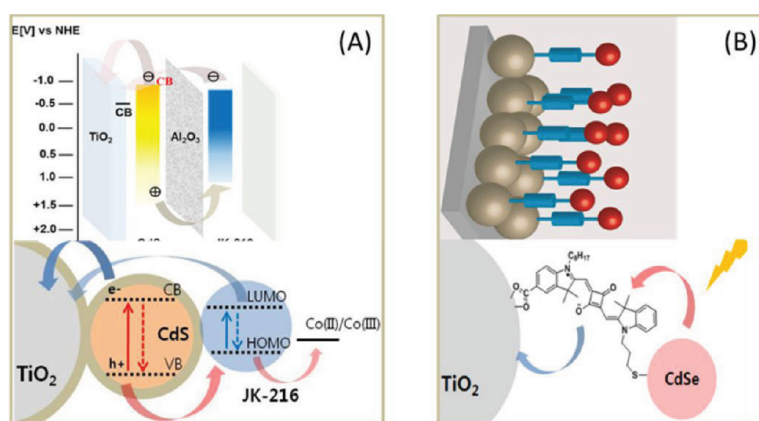 E[V] vs NHE
(A)
CB
-1.0
-0.5
CB
0.0
TiO2
Al2O3
0.5
1.0
+1.5
+2.0
e-
CB
LUMO
Co(II)/Co(III)
CdS
HOMO
h+
VB
TiO2
JK-216
(B)
C8H17
N
O
O
O
O
N
S
TiO2
CdSe